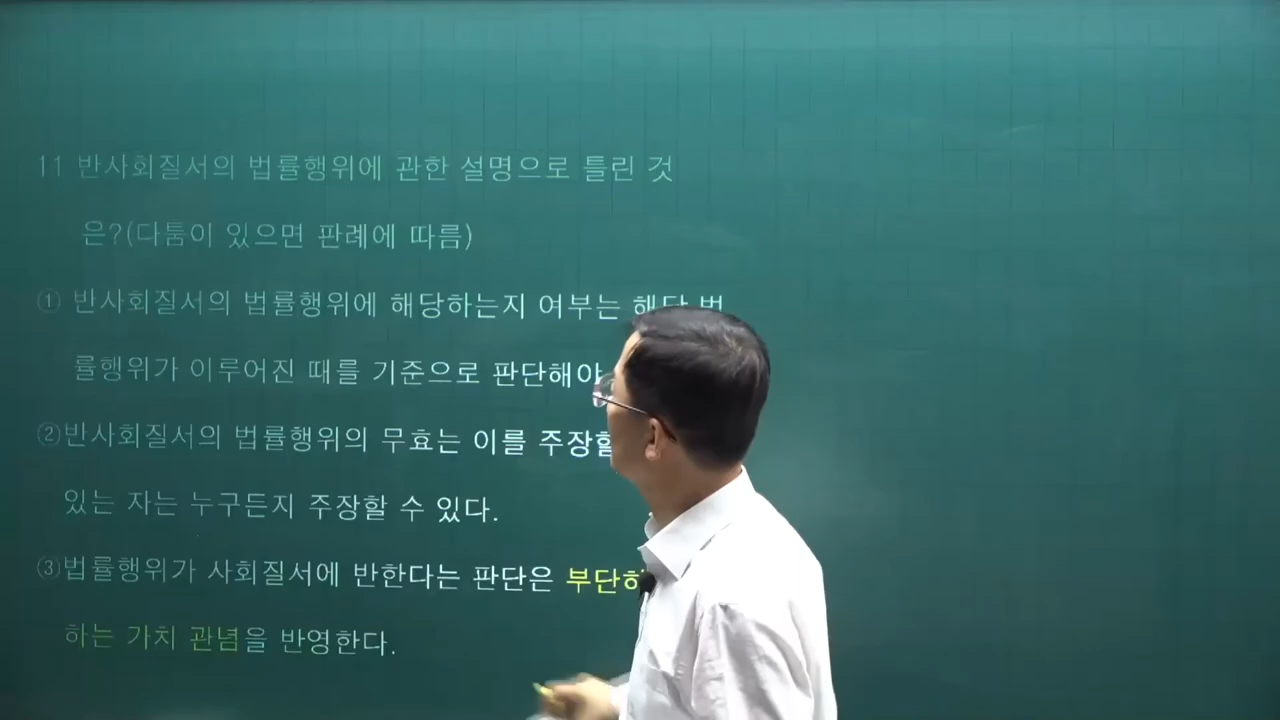 11 반사회질서의 법률행위에 관한 설명으로 틀린 것
은?(다툼이 있으면 판례에 따름)
① 반사회질서의 법률행위에 해당하는지 여부는 해당 법
률행위가 이루어진 때를 기준으로 판단해야
②반사회질서의 법률행위의 무효는 이를 주장할
있는 자는 누구든지 주장할 수 있다.
③법률행위가 사회질서에 반한다는 판단은
하는 가치 관념을 반영한다.